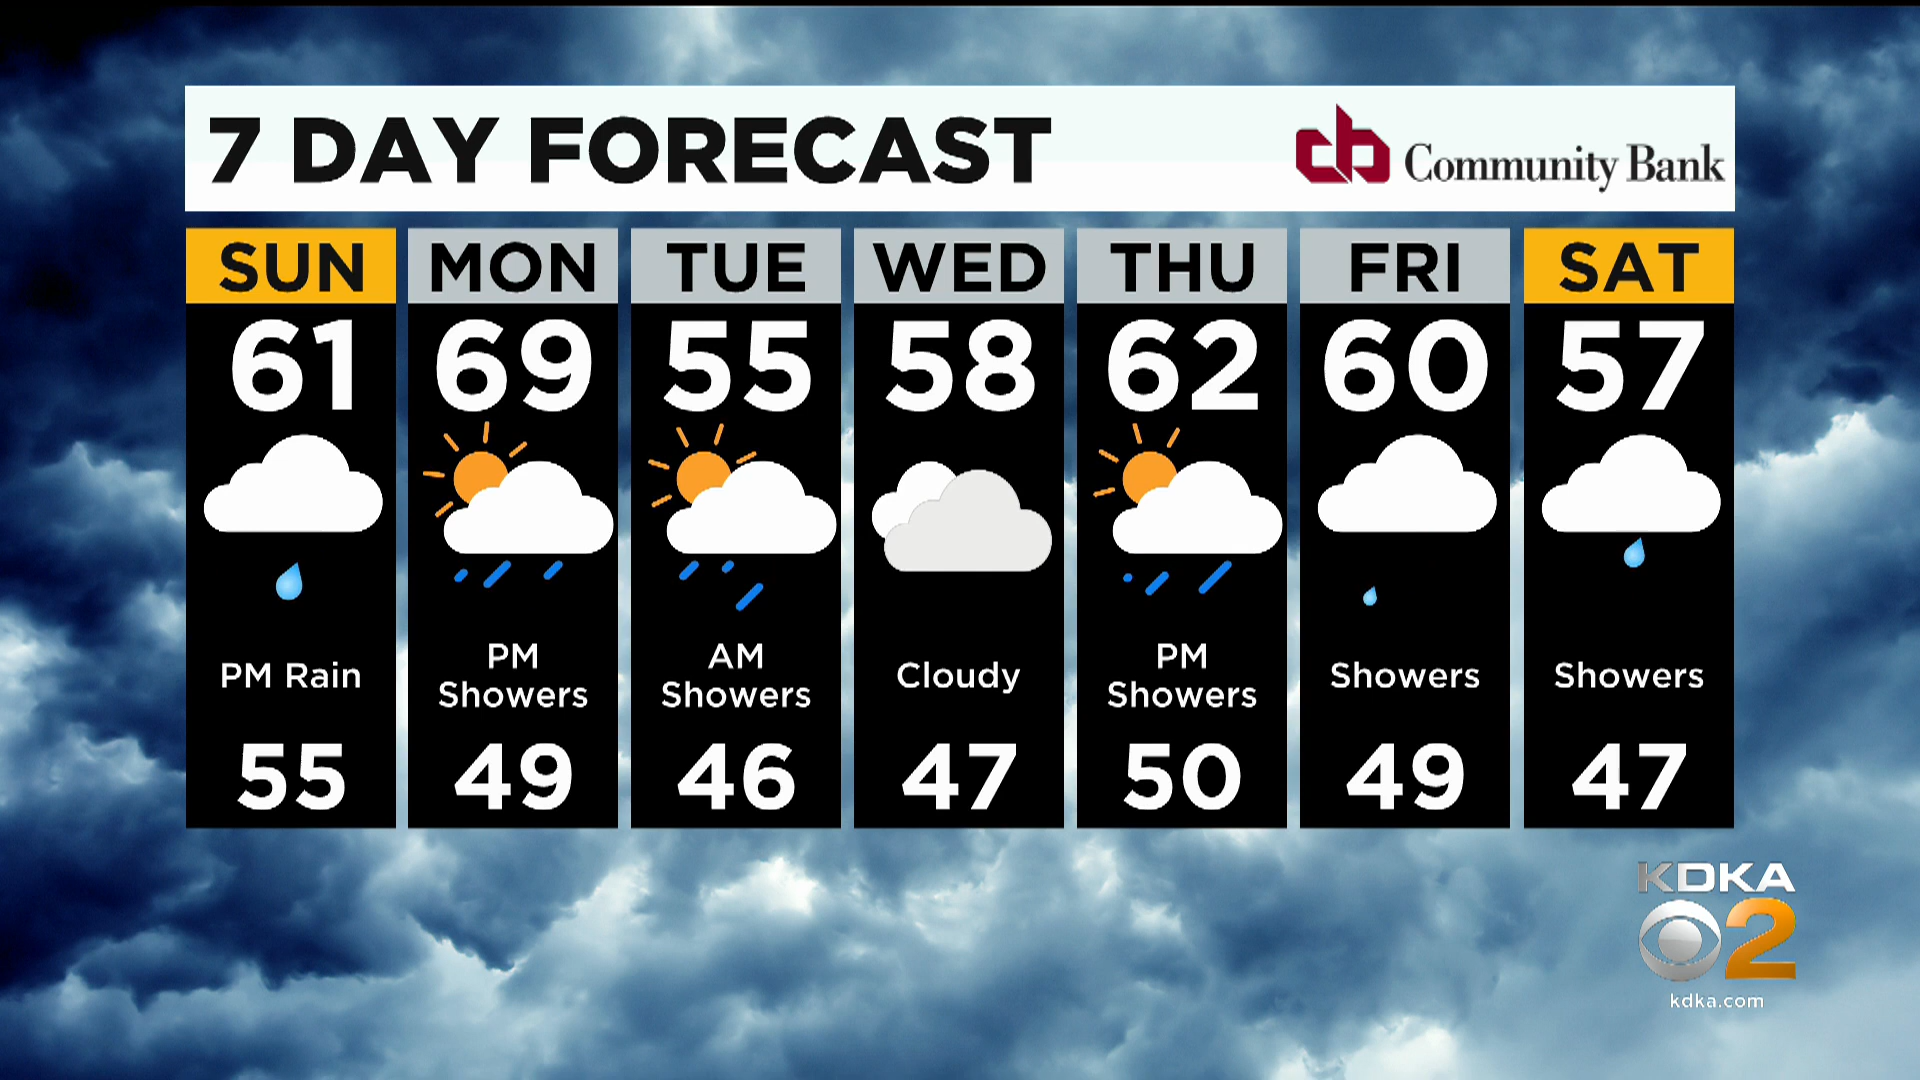 7 DAY FORECAST
cb Community Bank
SUN MON TUE WED THU FRI SAT
61 69 55 58 62 60 57
PM Rain
PM
Showers
AM
Showers
Cloudy
PM
Showers
Showers
Showers
55 49 46 47 50 49 47
KDKA
2
kdka.com